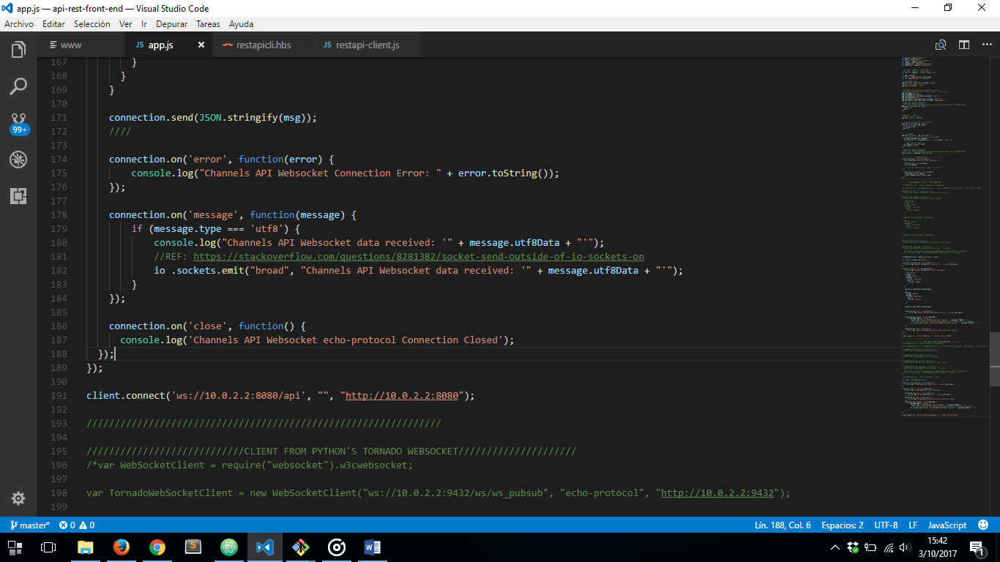 app.js — api-rest-front-end — Visual Studio Code
Archivo Editar Selección Ver Ir Depurar Tareas Ayuda
www
JS app.js
restapicli.hbs
JS restapi-client.js
99+
167 }
168 }
169 }
170
171 connection.send(JSON.stringify(msg));
172 ////
173
174 connection.on('error', function(error) {
175 console.log("Channels API Websocket Connection Error: " + error.toString());
176 });
177
178 connection.on('message', function(message) {
179 if (message.type === 'utf8') {
180 console.log("Channels API Websocket data received: '" + message.utf8Data + "'");
181 //REF: https://stackoverflow.com/questions/8281382/socket-send-outside-of-io-sockets-on
182 io .sockets.emit("broad", "Channels API Websocket data received: '" + message.utf8Data + "'");
183 }
184 });
185
186 connection.on('close', function() {
187 console.log('Channels API Websocket echo-protocol Connection Closed');
188 });
189 });
190
191 client.connect('ws://10.0.2.2:8080/api', "", "http://10.0.2.2:8080");
192
193 ///////////////////////////////////////////////////////////////
194
195 ////////////////////////////CLIENT FROM PYTHON'S TORNADO WEBSOCKET/////////////////////
196 /*var WebSocketClient = require("websocket").w3cwebsocket;
197
198 var TornadoWebSocketClient = new WebSocketClient("ws://10.0.2.2:9432/ws/ws_pubsub", "echo-protocol", "http://10.0.2.2:9432");
199
master* 0 0
Lín. 188, Col. 6 Espacios: 2 UTF-8 LF JavaScript
15:42
3/10/2017
1